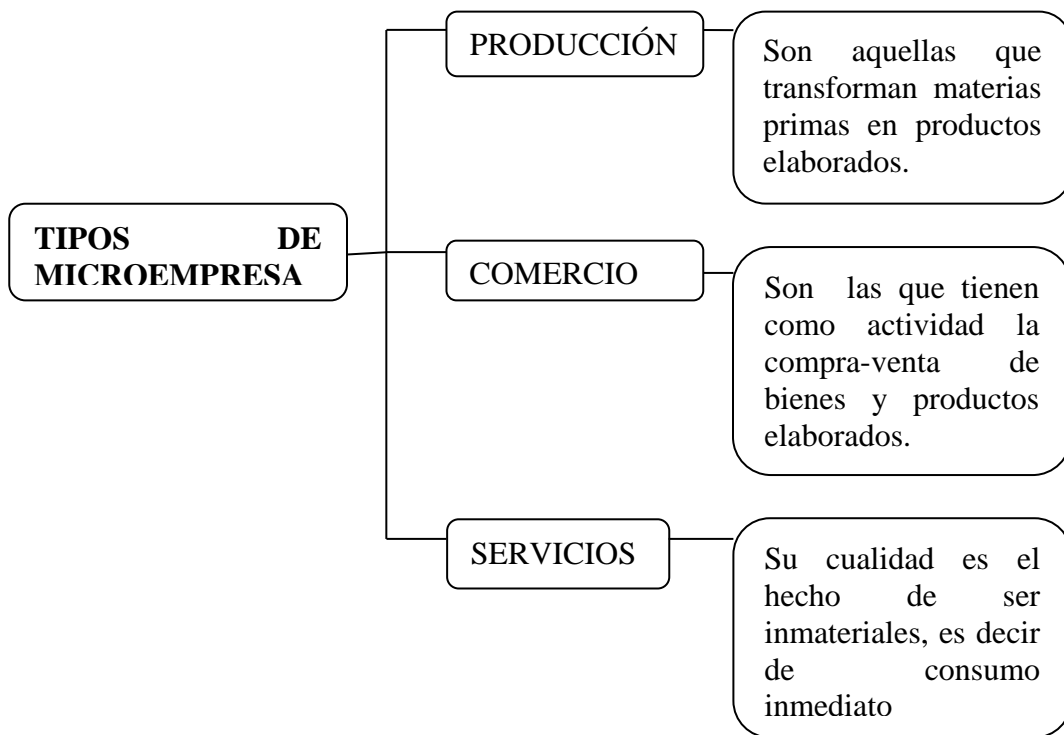 TIPOS DE
MICROEMPRESA
PRODUCCIÓN
Son aquellas que
transforman materias
primas en productos
elaborados.
COMERCIO
Son las que tienen
como actividad la
compra-venta de
bienes y productos
elaborados.
SERVICIOS
Su cualidad es el
hecho de ser
inmateriales, es decir
de consumo
inmediato